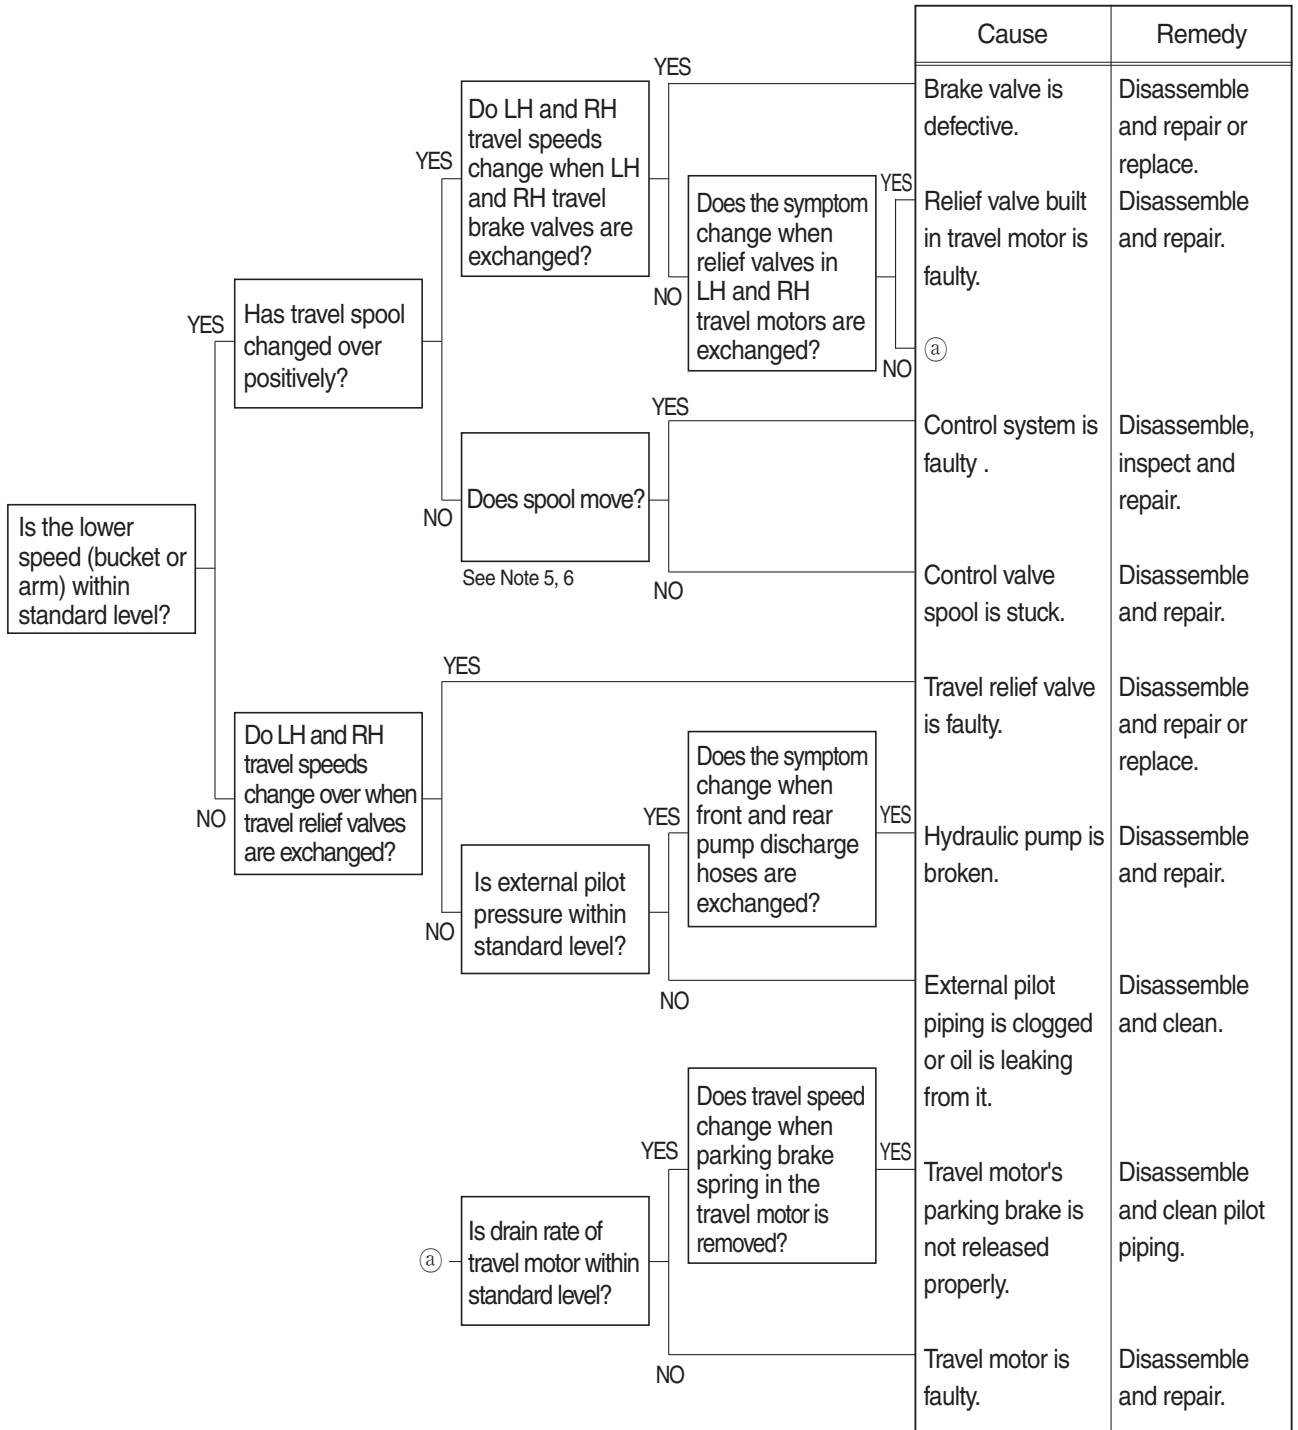 Cause
Remedy
YES
Brake valve is
defective.
Disassemble
and repair or
replace.
Do LH and RH
travel speeds
change when LH
and RH travel
brake valves are
exchanged?
YES
Does the symptom
change when
relief valves in
LH and RH
travel motors are
exchanged?
YES
Relief valve built
in travel motor is
faulty.
Disassemble
and repair.
NO
ⓐ
NO
Has travel spool
changed over
positively?
YES
YES
Control system is
faulty .
Disassemble,
inspect and
repair.
Does spool move?
NO
See Note 5, 6
NO
Control valve
spool is stuck.
Disassemble
and repair.
Is the lower
speed (bucket or
arm) within
standard level?
YES
Travel relief valve
is faulty.
Disassemble
and repair or
replace.
Do LH and RH
travel speeds
change over when
travel relief valves
are exchanged?
NO
Does the symptom
change when
front and rear
pump discharge
hoses are
exchanged?
YES
YES
Hydraulic pump is
broken.
Disassemble
and repair.
Is external pilot
pressure within
standard level?
NO
NO
External pilot
piping is clogged
or oil is leaking
from it.
Disassemble
and clean.
Does travel speed
change when
parking brake
spring in the
travel motor is
removed?
YES
YES
Travel motor's
parking brake is
not released
properly.
Disassemble
and clean pilot
piping.
ⓐ
Is drain rate of
travel motor within
standard level?
NO
Travel motor is
faulty.
Disassemble
and repair.